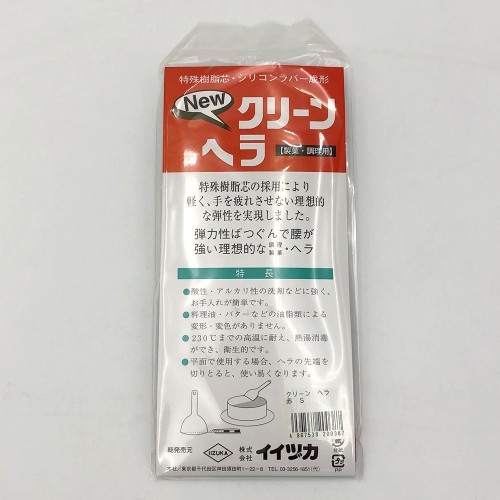 特殊樹脂芯・シリコンラバー成形
New
クリーン
ヘラ
【製菓・調理用】
特殊樹脂芯の採用により
軽く、手を疲れさせない理想的
な弾性を実現しました。
弾力性ばつぐんで腰が
強い理想的な調理製菓・ヘラ
特長
●酸性・アルカリ性の洗剤などに強く、
お手入れが簡単です。
●料理油・バターなどの油脂類による
変形・変色がありません。
●230℃までの高温に耐え、熱湯消毒
ができ、衛生的です。
●平面で使用する場合、ヘラの先端を
切りとると、使い易くなります。
クリーン ヘラ
赤 S
総発売元
IIZUKA
株式会社 イイヅカ
本社/東京都千代田区神田須田町1-22-6 TEL. 03-3256-1651(代)
PP